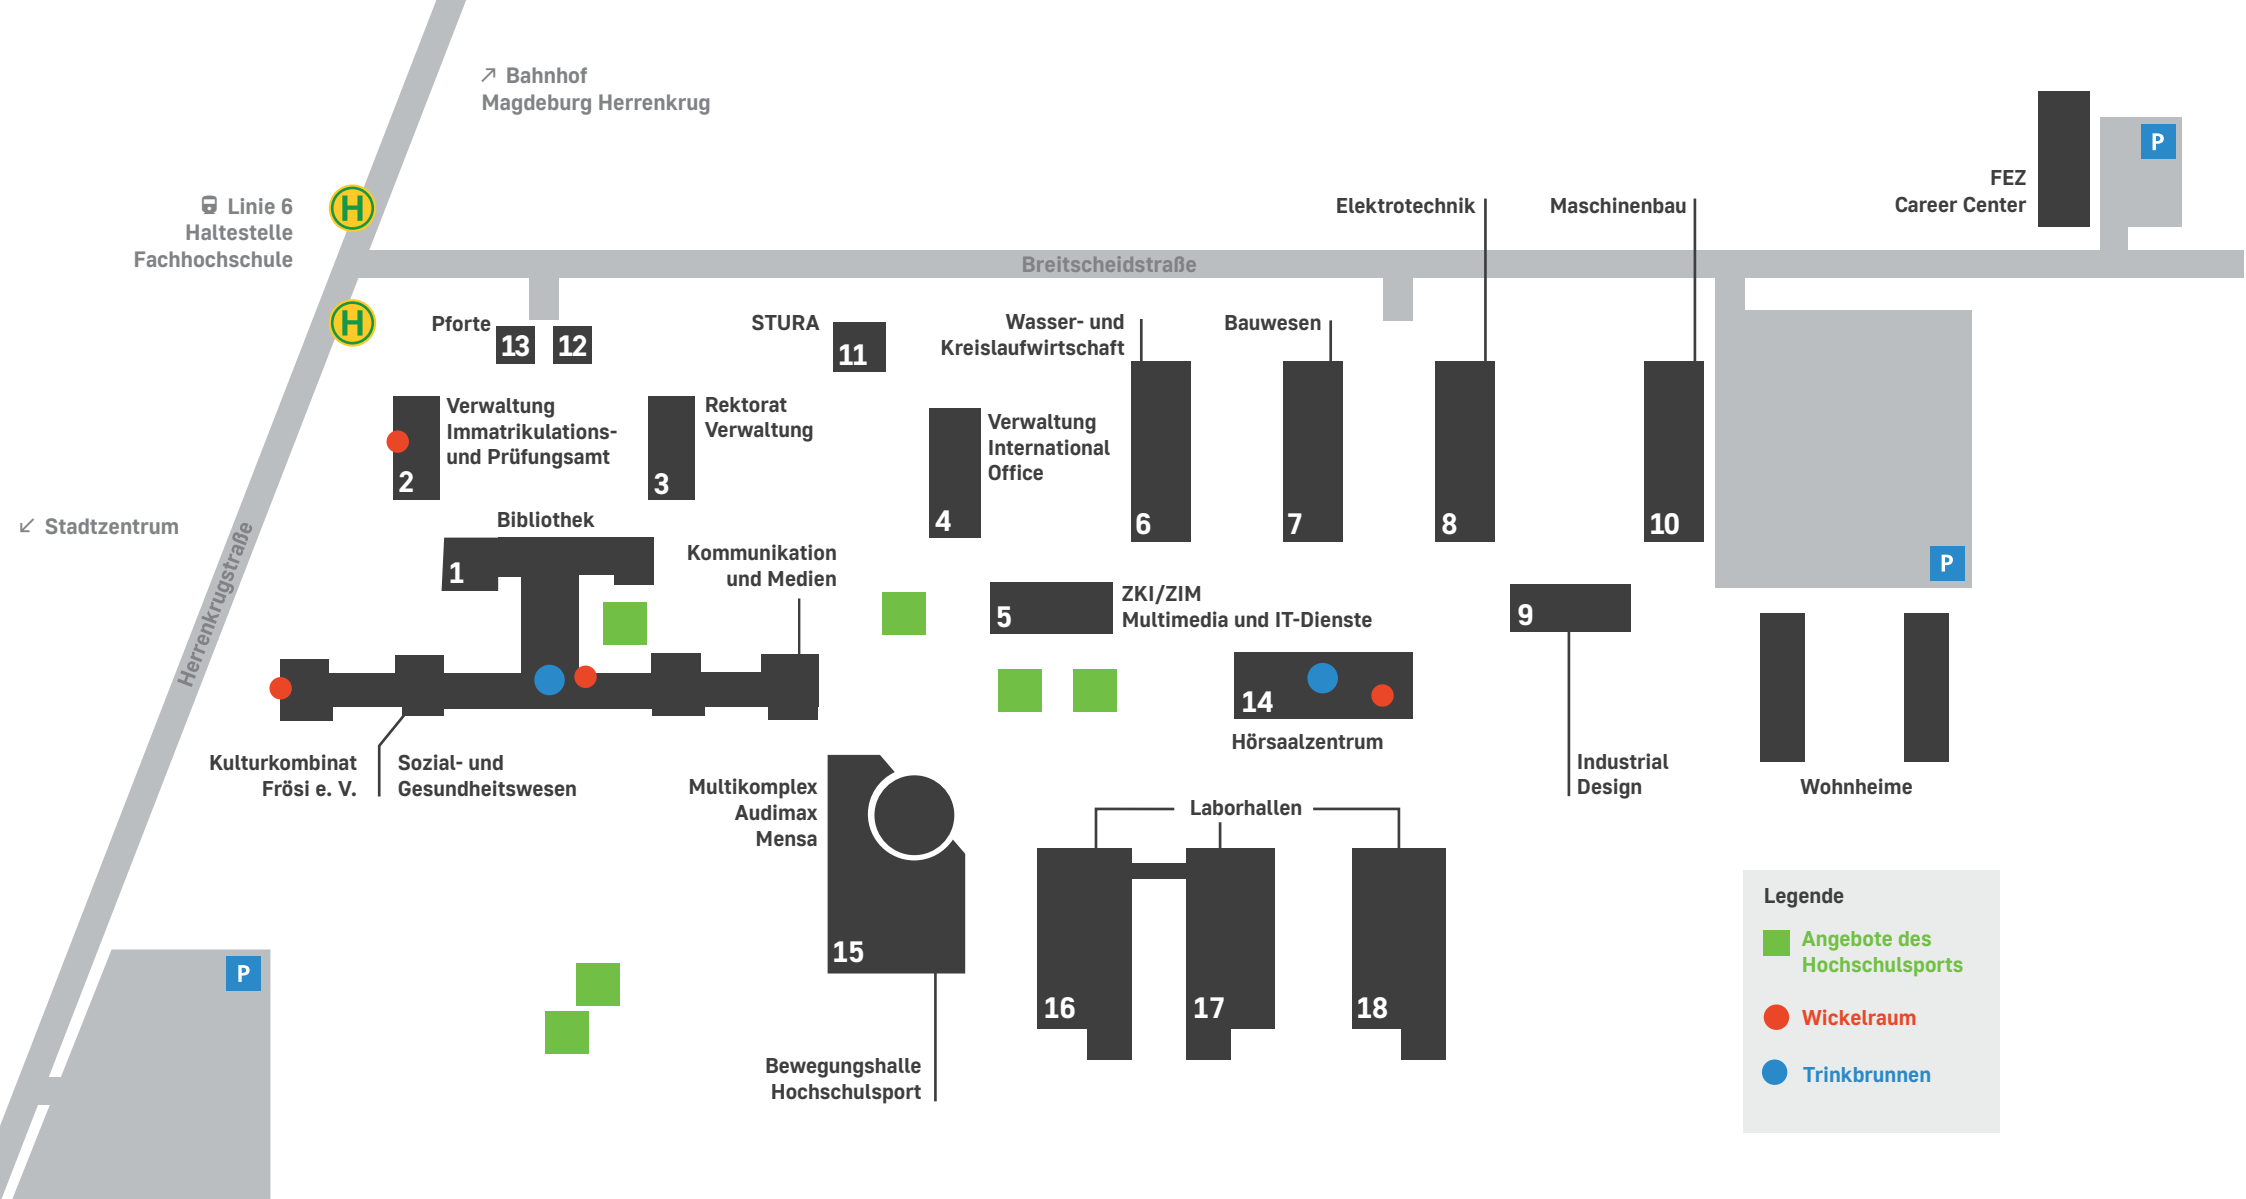 Bahnhof
Magdeburg Herrenkrug
Linie 6
Haltestelle
Fachhochschule
H
H
Stadtzentrum
Herrenkrugstraße
Breitscheidstraße
FEZ
Career Center
P
Elektrotechnik
Maschinenbau
Pforte
13
12
STURA
11
Wasser- und
Kreislaufwirtschaft
6
Bauwesen
7
8
10
P
Verwaltung
Immatrikulations-
und Prüfungsamt
2
Rektorat
Verwaltung
3
Verwaltung
International
Office
4
Bibliothek
1
Kommunikation
und Medien
5
ZKI/ZIM
Multimedia und IT-Dienste
9
14
Hörsaalzentrum
Industrial
Design
Wohnheime
Kulturkombinat
Frösi e. V.
Sozial- und
Gesundheitswesen
Multikomplex
Audimax
Mensa
15
Laborhallen
16
17
18
Bewegungshalle
Hochschulsport
P
Legende
Angebote des
Hochschulsports
Wickelraum
Trinkbrunnen